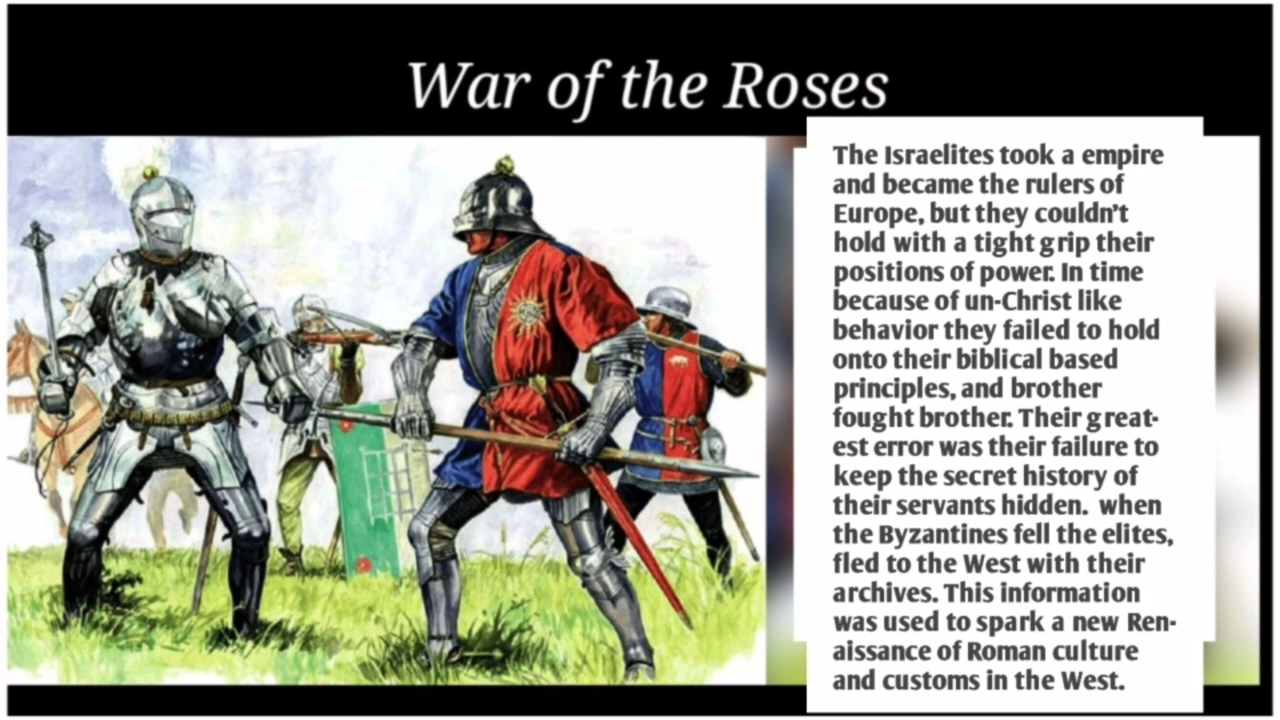 War of the Roses
The Israelites took a empire
and became the rulers of
Europe, but they couldn't
hold with a tight grip their
positions of power. In time
because of un-Christ like
behavior they failed to hold
onto their biblical based
principles, and brother
fought brother. Their great-
est error was their failure to
keep the secret history of
their servants hidden.  when
the Byzantines fell the elites,
fled to the West with their
archives. This information
was used to spark a new Ren-
aissance of Roman culture
and customs in the West.